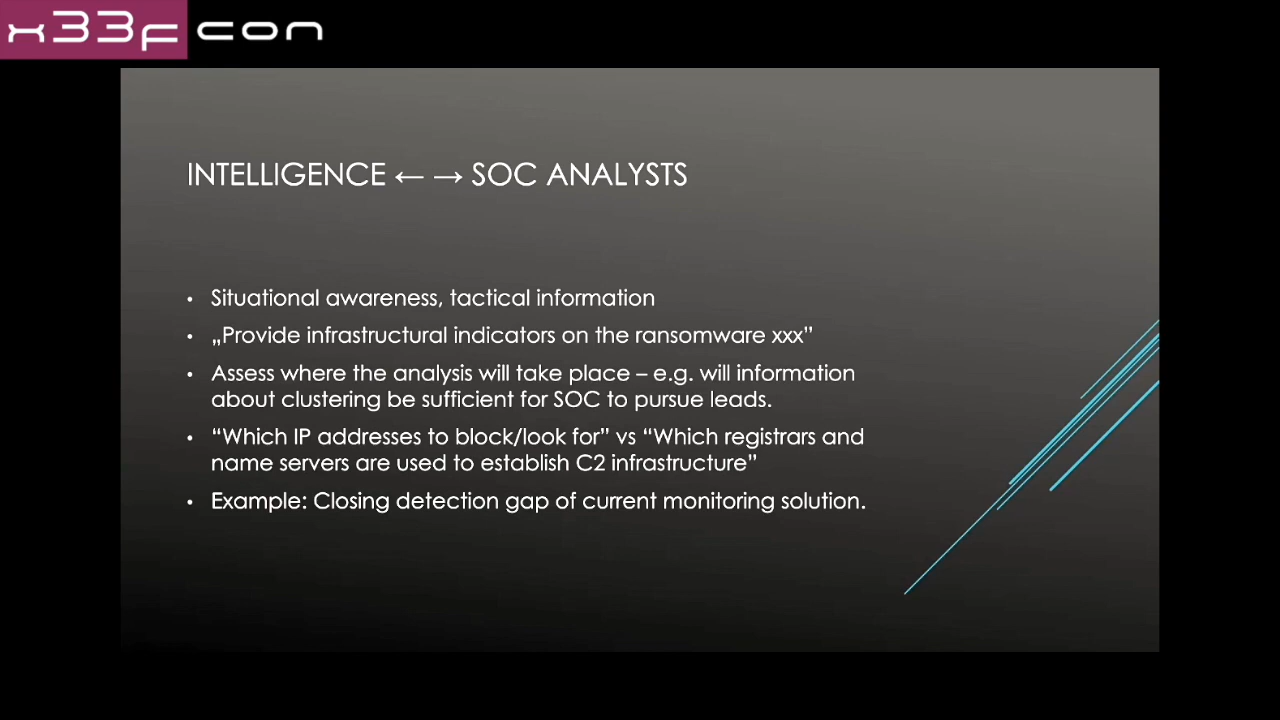 x33fcon
INTELLIGENCE ← → SOC ANALYSTS
• Situational awareness, tactical information
• „Provide infrastructural indicators on the ransomware xxx”
• Assess where the analysis will take place – e.g. will information
about clustering be sufficient for SOC to pursue leads.
• “Which IP addresses to block/look for” vs “Which registrars and
name servers are used to establish C2 infrastructure”
• Example: Closing detection gap of current monitoring solution.